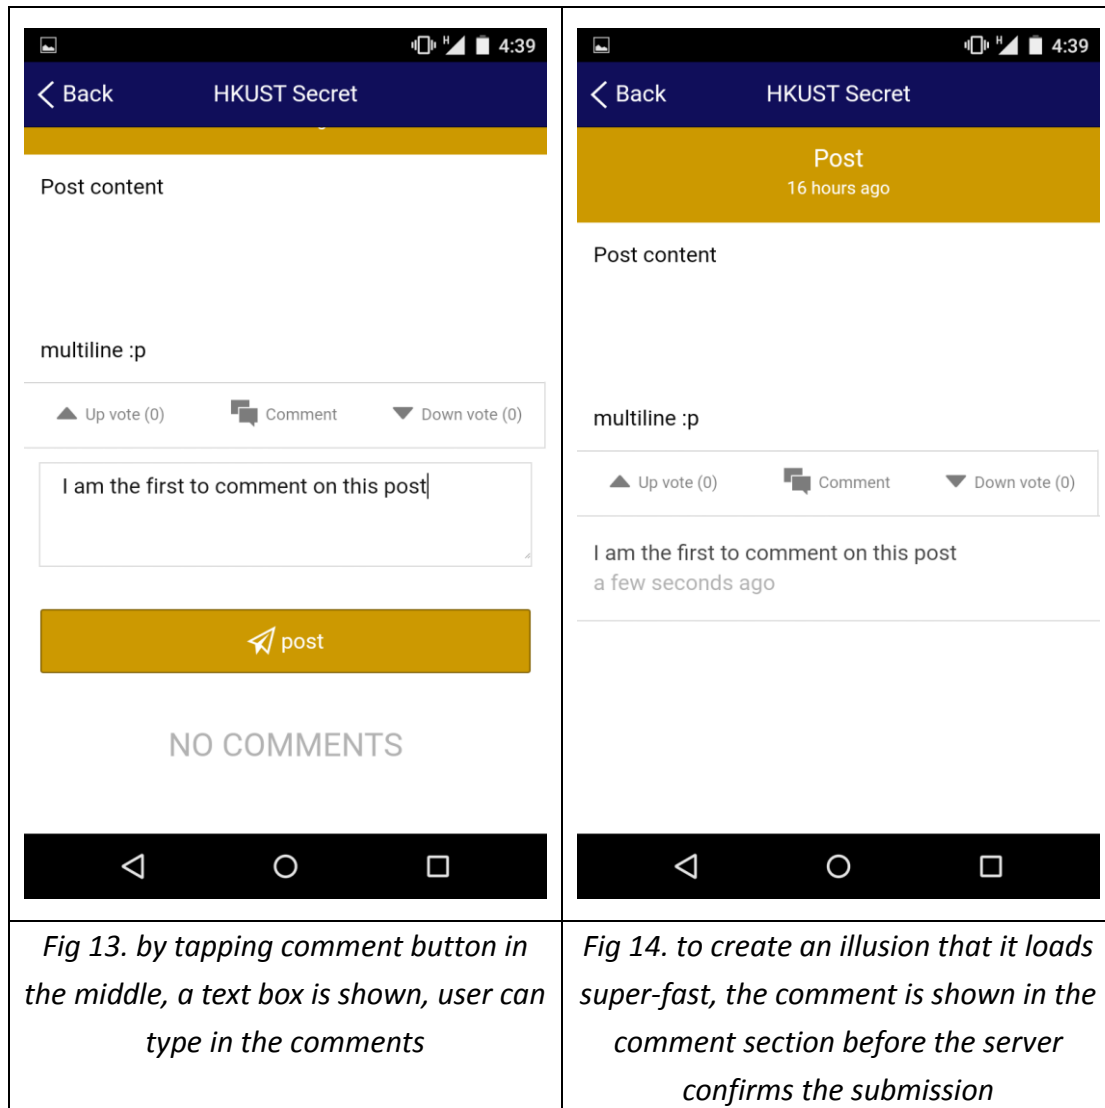 H 4:39
Back HKUST Secret
Post content
multiline :p
Up vote (0) Comment Down vote (0)
I am the first to comment on this post
post
NO COMMENTS
Fig 13. by tapping comment button in
the middle, a text box is shown, user can
type in the comments
H 4:39
Back HKUST Secret
Post
16 hours ago
Post content
multiline :p
Up vote (0) Comment Down vote (0)
I am the first to comment on this post
a few seconds ago
Fig 14. to create an illusion that it loads
super-fast, the comment is shown in the
comment section before the server
confirms the submission